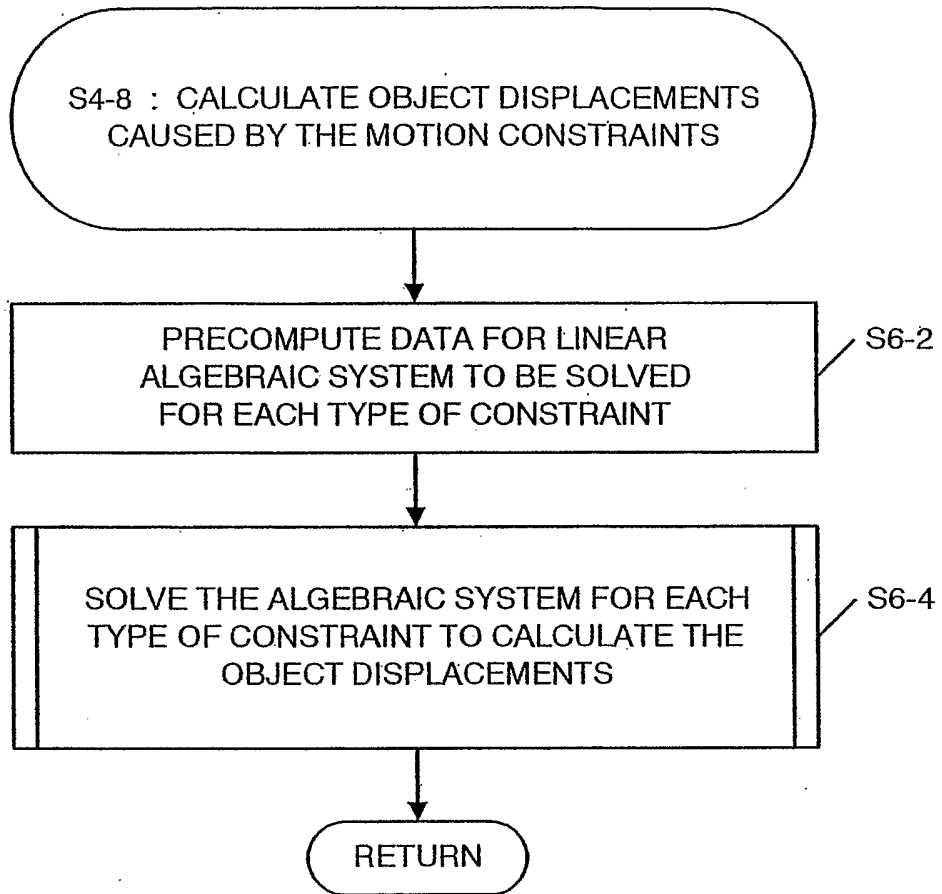 S4-8 : CALCULATE OBJECT DISPLACEMENTS
CAUSED BY THE MOTION CONSTRAINTS
PRECOMPUTE DATA FOR LINEAR
ALGEBRAIC SYSTEM TO BE SOLVED
FOR EACH TYPE OF CONSTRAINT
S6-2
SOLVE THE ALGEBRAIC SYSTEM FOR EACH
TYPE OF CONSTRAINT TO CALCULATE THE
OBJECT DISPLACEMENTS
S6-4
RETURN